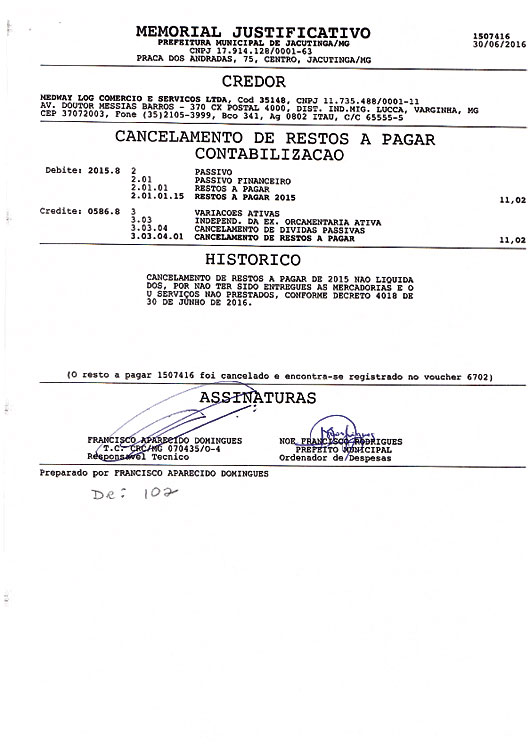 MEMORIAL JUSTIFICATIVO
1507416
PREFEITURA MUNICIPAL DE JACUTINGA/MG
30/06/2016
CNPJ 17.914.128/0001-63
PRACA DOS ANDRADAS, 75, CENTRO, JACUTINGA/MG
CREDOR
MEDWAY LOG COMERCIO E SERVICOS LTDA, Cod 35148, CNPJ 11.735.488/0001-11
AV. DOUTOR MESSIAS BARROS - 370 CX POSTAL 4000, DIST. IND.MIG. LUCCA, VARGINHA, MG
CEP 37072003, Fone (35)2105-3999, Bco 341, Ag 0802 ITAU, C/C 65555-5
CANCELAMENTO DE RESTOS A PAGAR
CONTABILIZACAO
Debite: 2015.8 2 PASSIVO
2.01 PASSIVO FINANCEIRO
2.01.01 RESTOS A PAGAR
2.01.01.15 RESTOS A PAGAR 2015 11,02
Credite: 0586.8 3 VARIACOES ATIVAS
3.03 INDEPEND. DA EX. ORCAMENTARIA ATIVA
3.03.04 CANCELAMENTO DE DIVIDAS PASSIVAS
3.03.04.01 CANCELAMENTO DE RESTOS A PAGAR 11,02
HISTORICO
CANCELAMENTO DE RESTOS A PAGAR DE 2015 NAO LIQUIDA
DOS, POR NAO TER SIDO ENTREGUES AS MERCADORIAS E O
U SERVIÇOS NAO PRESTADOS, CONFORME DECRETO 4018 DE
30 DE JUNHO DE 2016.
(O resto a pagar 1507416 foi cancelado e encontra-se registrado no voucher 6702)
ASSINATURAS
FRANCISCO APARECIDO DOMINGUES NOE FRANCISCO RODRIGUES
T.C. CRC/MG 070435/O-4 PREFEITO MUNICIPAL
Responsavel Tecnico Ordenador de Despesas
Preparado por FRANCISCO APARECIDO DOMINGUES
De: 102